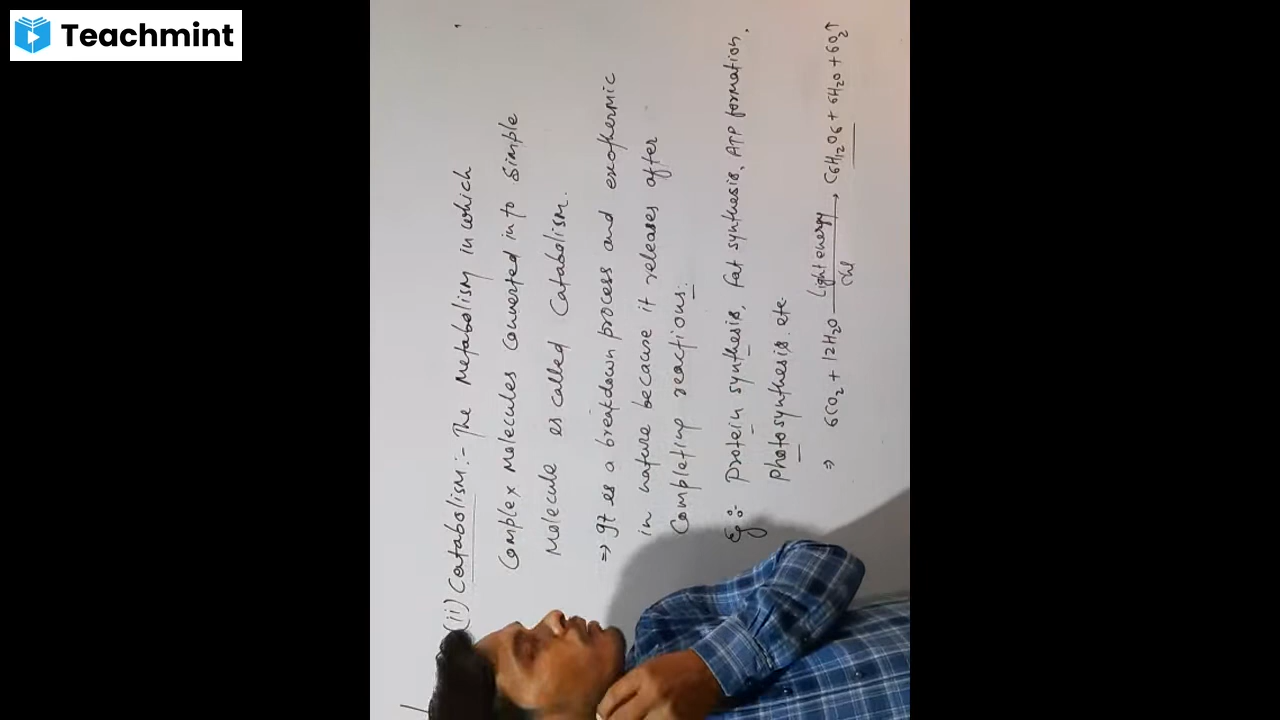 Teachmint
(ii) Catabolism:- The Metabolism in which
Complex Molecules Converted in to Simple
Molecule es called Catabolism.
⇒ It es a breakdown process and exothermic
in nature because it releases after
Completing reactions.
Eg:- Protein synthesis, Fat synthesis, ATP formation,
Photosynthesis. etc.
⇒ 6CO2 + 12H2O Light energy → C6H12O6 + 6H2O + 6O2↑
Chl